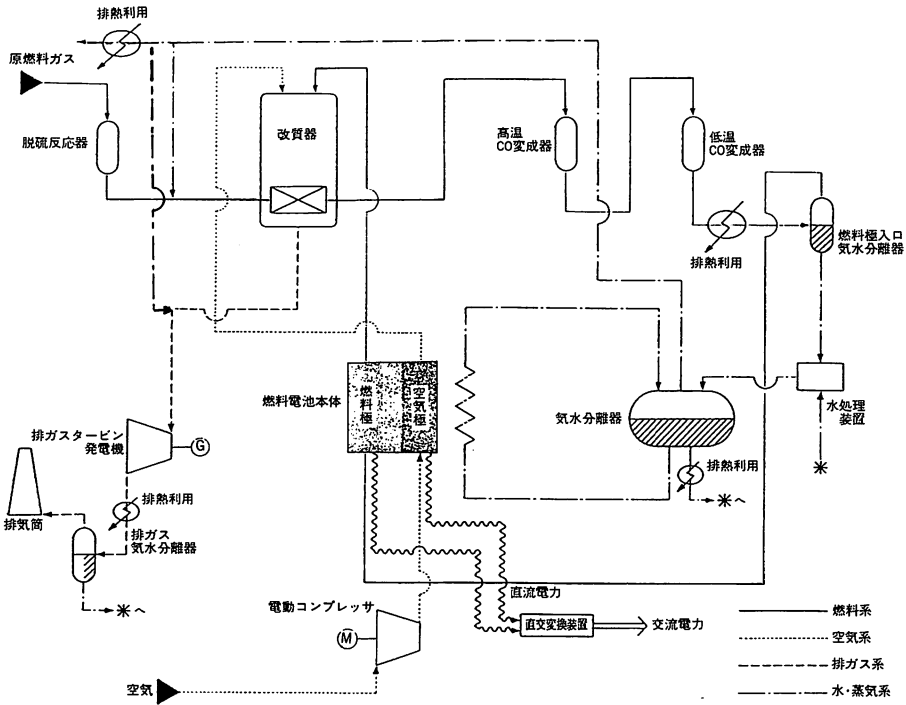 排熱利用
原燃料ガス
脱硫反応器
改質器
高温
CO変成器
低温
CO変成器
排熱利用
燃料極入口
気水分離器
燃料電池本体
燃料極
空気極
気水分離器
水処理
装置
排熱利用
※へ
※
排ガスタービン
発電機
G
排気筒
排熱利用
排ガス
気水分離器
※へ
電動コンプレッサ
M
直流電力
直交変換装置
交流電力
空気
燃料系
空気系
排ガス系
水・蒸気系